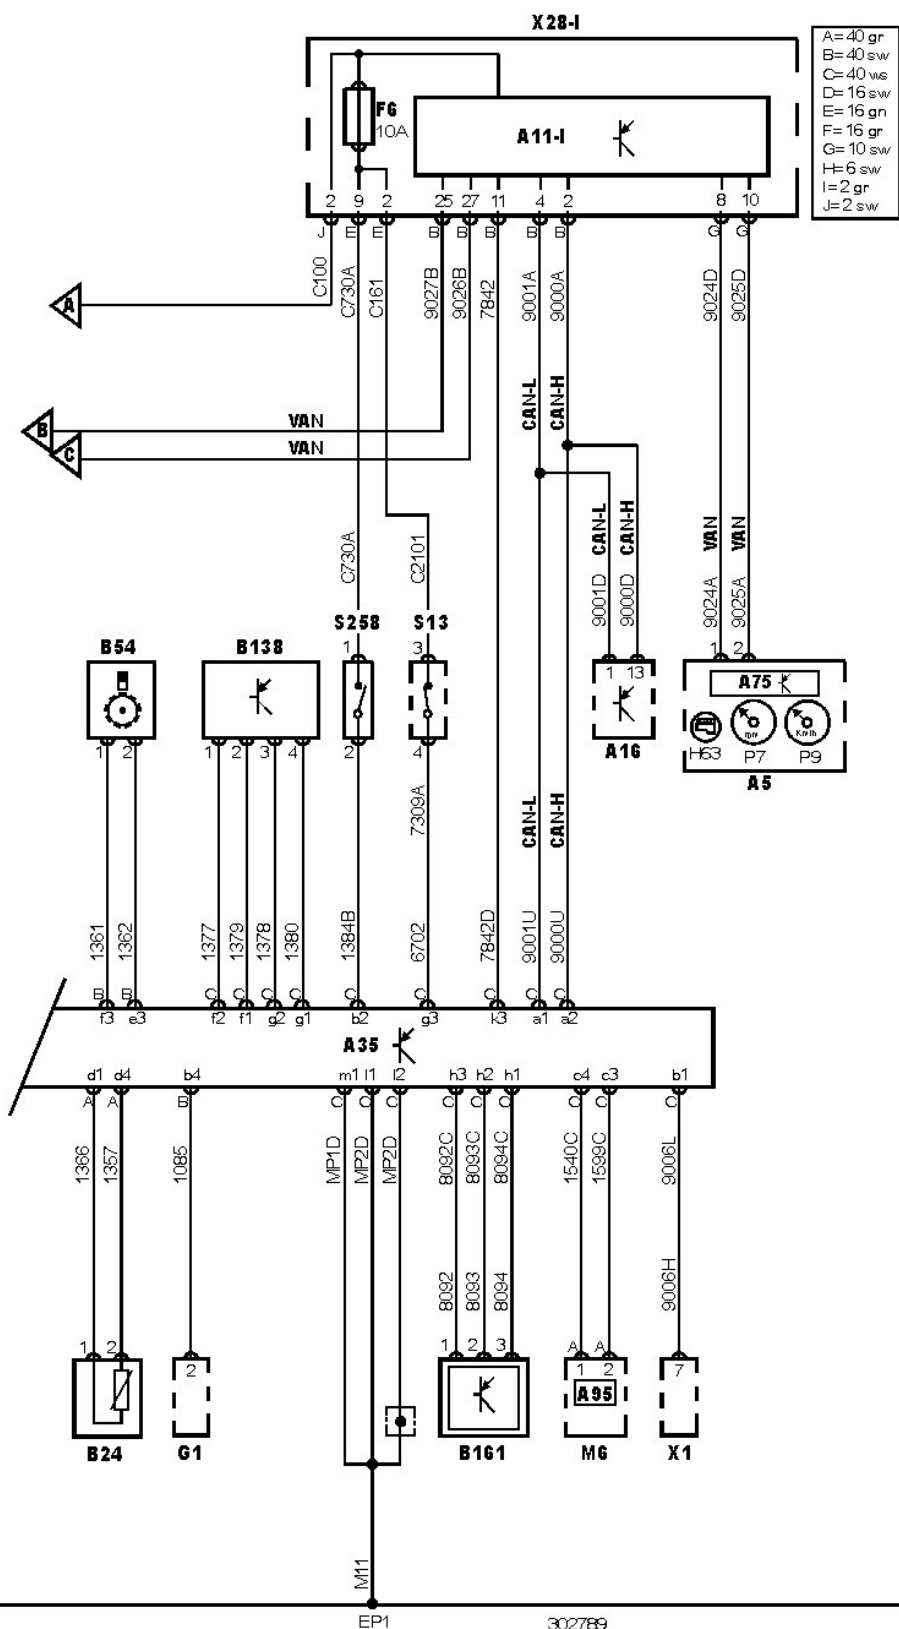 X28-I
A=40 gr
B=40 sw
C=40 ws
D=16 sw
E=16 gn
F=16 gr
G=10 sw
H=6 sw
I=2 gr
J=2 sw
F6
10A
A11-I
2 9 2 25 27 11 4 2 8 10
J E E B B B B B G G
C100 C730A C161 9027B 9026B 7842 9001A 9000A 9024D 9025D
A
CAN-L CAN-H
VAN
B
VAN
C
CAN-L CAN-H VAN VAN
C730A C2101
9001D 9000D 9024A 9025A
S258 S13
B54 B138
1 3 1 2
1 13
A75
H63 P7 rpm P9 Km/h
A16
A5
1 2 1 2 3 4 2 4
7309A CAN-L CAN-H
1361 1362 1377 1379 1378 1380 1384B 6702 7842D 9001U 9000U
B B C C C C C C C C C
f3 e3 f2 f1 g2 g1 b2 g3 k3 a1 a2
A35
d1 d4 b4 m1 l1 l2 h3 h2 h1 c4 c3 b1
A A B C C C C C C C C C
1366 1357 1085 MP1D MP2D MP2D 8092C 8093C 8094C 1540C 1599C 9006L
8092 8093 8094 9006H
1 2 1 2 3 A A
2 1 2 7
A95
B24 G1 B161 M6 X1
M11
EP1
302789